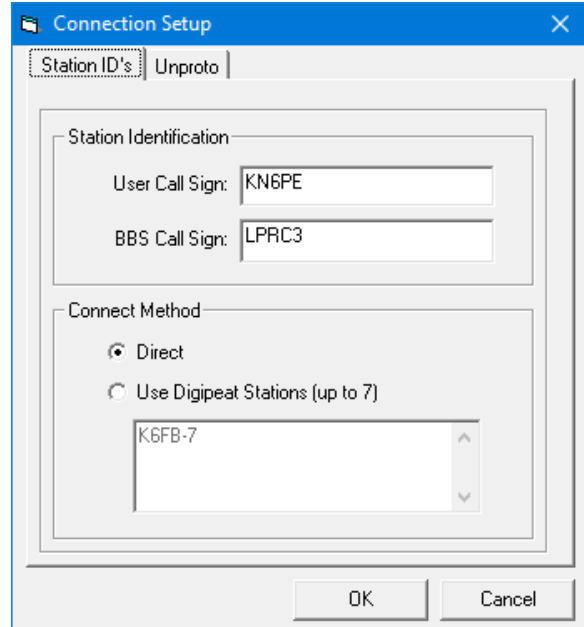 Connection Setup
Station ID's
Unproto
Station Identification
User Call Sign: KN6PE
BBS Call Sign: LPRC3
Connect Method
Direct
Use Digipeat Stations (up to 7)
K6FB-7
OK
Cancel